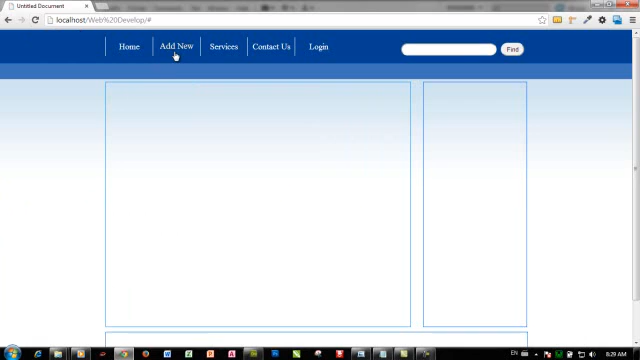 Untitled Document
localhost/Web%20Develop/#
Home
Add New
Services
Contact Us
Login
Find
EN
8:29 AM